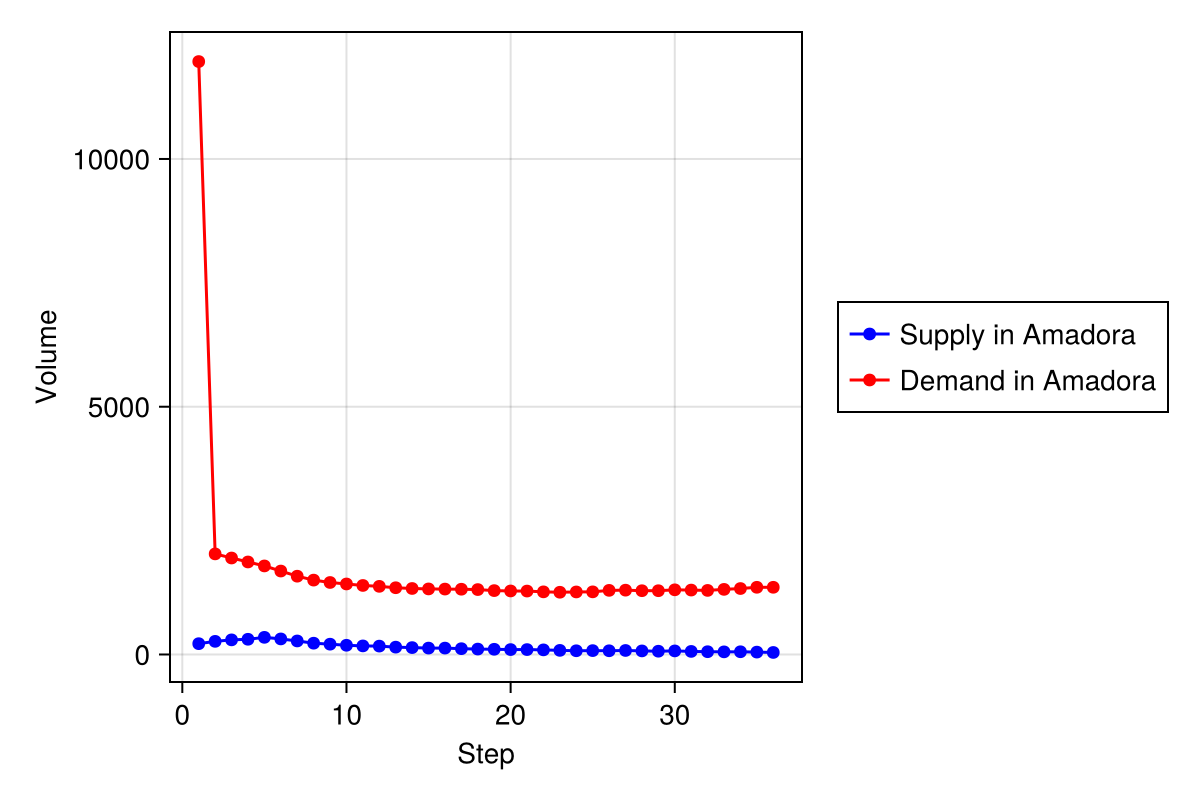 10000
5000
0
Volume
0 10 20 30
Step
Supply in Amadora
Demand in Amadora